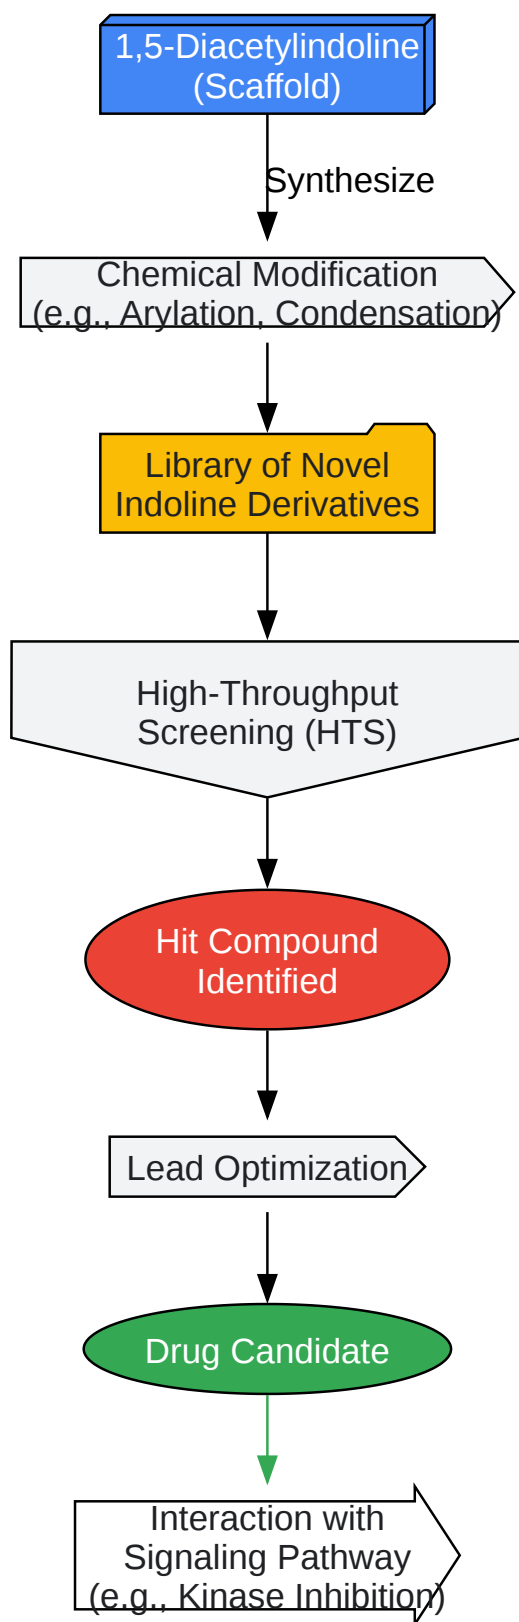 1,5-Diacetylindoline
(Scaffold)
Synthesize
Chemical Modification
(e.g., Arylation, Condensation)
Library of Novel
Indoline Derivatives
High-Throughput
Screening (HTS)
Hit Compound
Identified
Lead Optimization
Drug Candidate
Interaction with
Signaling Pathway
(e.g., Kinase Inhibition)